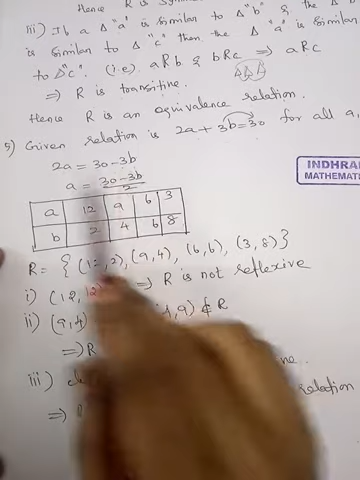 Hence R is symm
iii) If a Δ "a" is similar to Δ "b" & the Δ "b"
is similar to Δ "c" then the Δ "a" is similar
to Δ "c". (i.e) aRb & bRc ⇒ aRc
⇒ R is transitive.
Hence R is an equivalence relation.
5) Given relation is 2a + 3b = 30 for all a,
2a = 30 - 3b
a = 30 - 3b / 2
INDHRA
MATHEMATI
a 12 9 6 3
b 2 4 6 8
R = { (12, 2), (9, 4), (6, 6), (3, 8) }
i) (12, 12) ⇒ R is not reflexive
ii) (9, 4) , 9) ∉ R
⇒ R
iii) ne.
⇒ relation